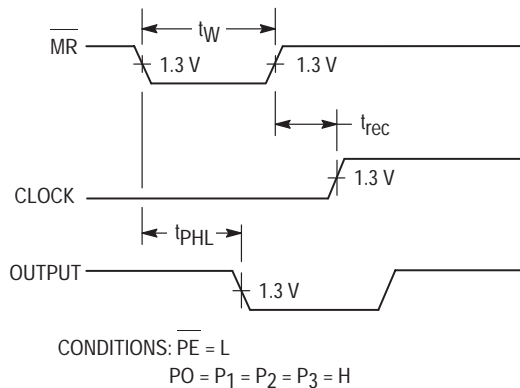 tW
MR
1.3 V
1.3 V
trec
1.3 V
CLOCK
tPHL
OUTPUT
1.3 V
CONDITIONS: PE = L
PO = P1 = P2 = P3 = H